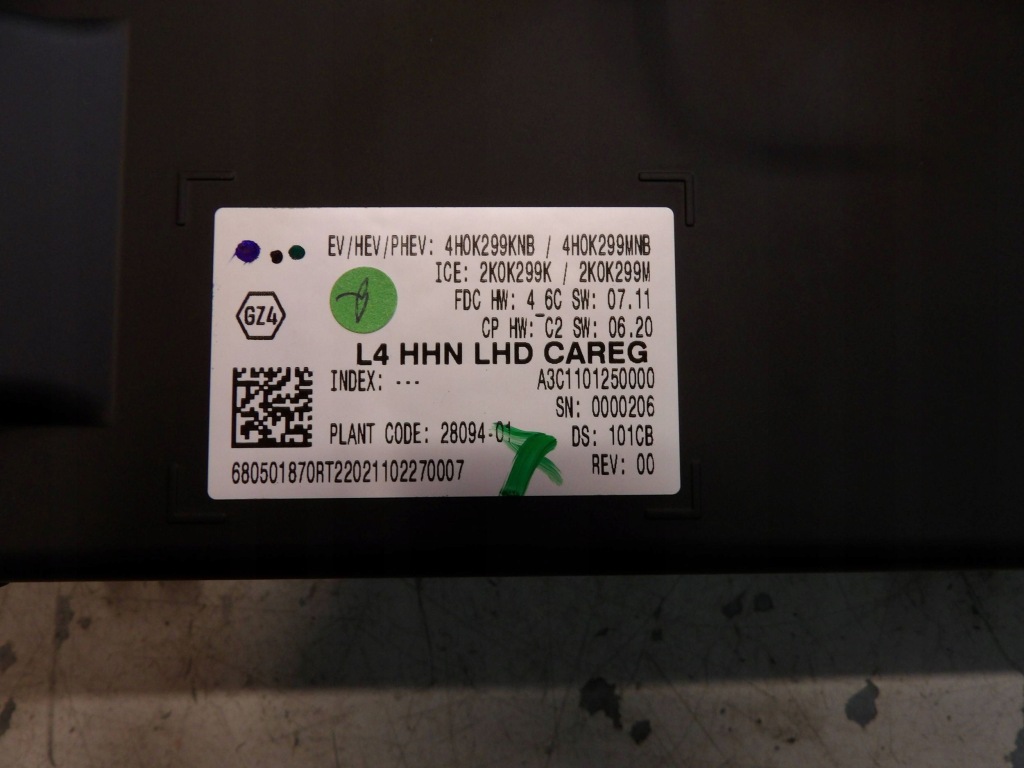 EV/HEV/PHEV: 4H0K299KNB / 4H0K299MNB
ICE: 2K0K299K / 2K0K299M
FDC HW: 4_6C SW: 07.11
CP HW: C2 SW: 06.20
GZ4
L4 HHN LHD CAREG
INDEX: --- A3C1101250000
SN: 0000206
PLANT CODE: 28094-01 DS: 101CB
REV: 00
680501870RT22021102270007